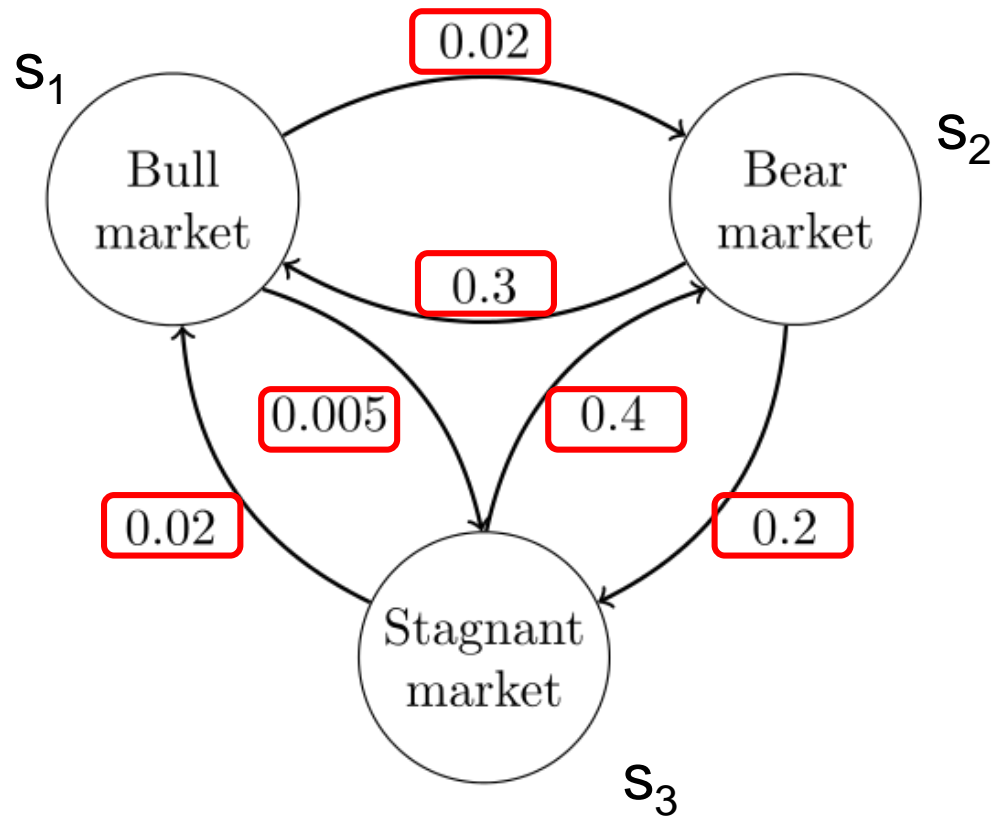 0.02
s1
s2
Bull
market
Bear
market
0.3
0.005
0.4
0.02
0.2
Stagnant
market
s3